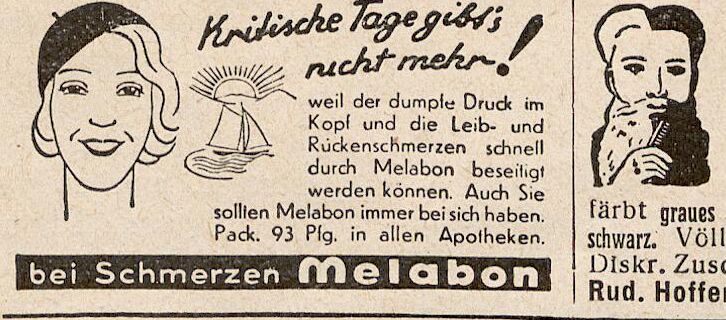 Kritische Tage gibt's
nicht mehr!
weil der dumpfe Druck im
Kopf und die Leib- und
Rückenschmerzen schnell
durch Melabon beseitigt
werden können. Auch Sie
sollten Melabon immer bei sich haben.
Pack. 93 Pfg. in allen Apotheken.
bei Schmerzen Melabon
färbt graues
schwarz. Völl
Diskr. Zus
Rud. Hoffe